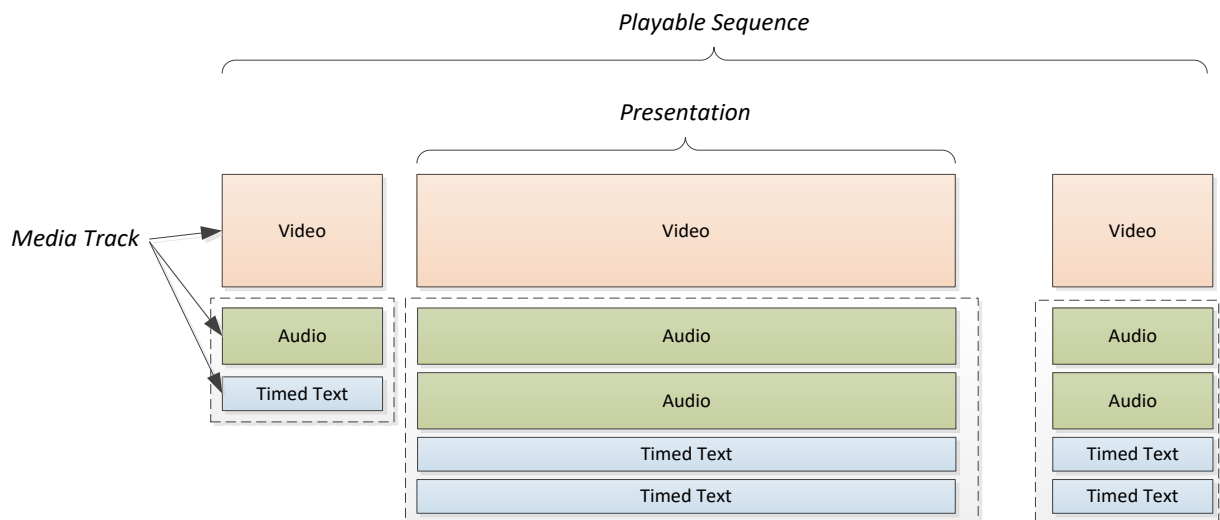 Playable Sequence
Presentation
Media Track
Video
Video
Video
Audio
Audio
Audio
Timed Text
Audio
Audio
Timed Text
Timed Text
Timed Text
Timed Text